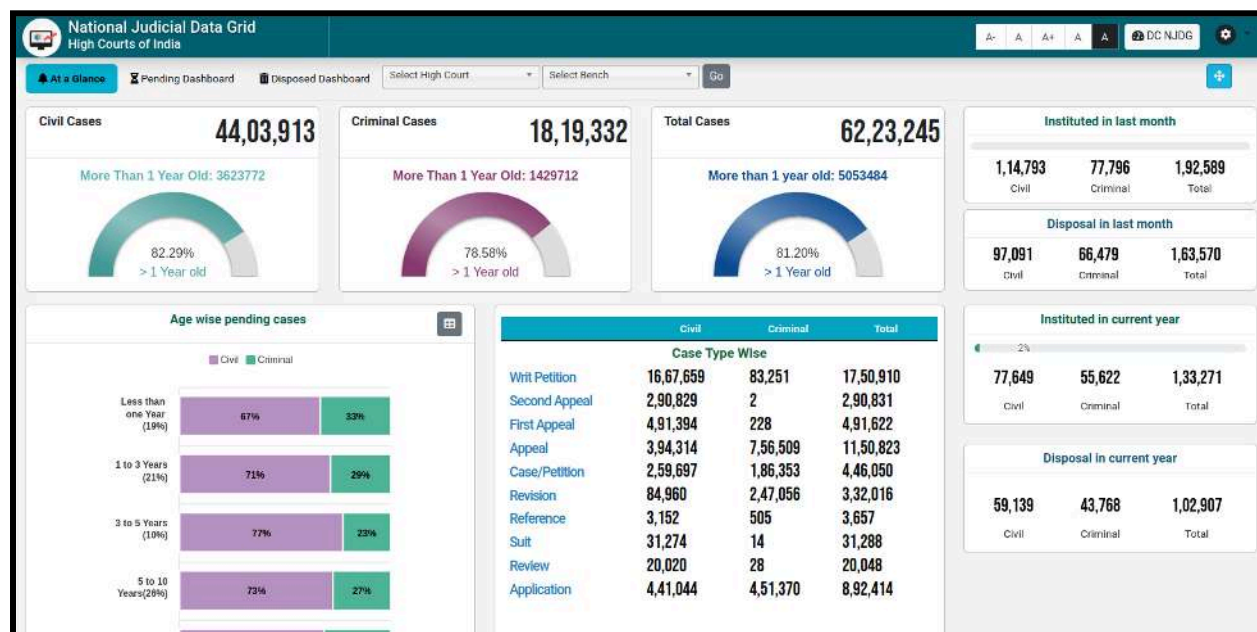 National Judicial Data Grid
High Courts of India
A- A A+ A A DC NJDG
At a Glance Pending Dashboard Disposed Dashboard Select High Court Select Bench Go
Civil Cases 44,03,913
More Than 1 Year Old: 3623772
82.29%
> 1 Year old
Criminal Cases 18,19,332
More Than 1 Year Old: 1429712
78.58%
> 1 Year old
Total Cases 62,23,245
More than 1 year old: 5053484
81.20%
> 1 Year old
Instituted in last month
1,14,793 77,796 1,92,589
Civil Criminal Total
Disposal in last month
97,091 66,479 1,63,570
Civil Criminal Total
Age wise pending cases
Civil Criminal
Less than
one Year
(19%)
67% 33%
1 to 3 Years
(21%)
71% 29%
3 to 5 Years
(10%)
77% 23%
5 to 10
Years(26%)
73% 27%
Civil Criminal Total
Case Type Wise
Writ Petition 16,67,659 83,251 17,50,910
Second Appeal 2,90,829 2 2,90,831
First Appeal 4,91,394 228 4,91,622
Appeal 3,94,314 7,56,509 11,50,823
Case/Petition 2,59,697 1,86,353 4,46,050
Revision 84,960 2,47,056 3,32,016
Reference 3,152 505 3,657
Suit 31,274 14 31,288
Review 20,020 28 20,048
Application 4,41,044 4,51,370 8,92,414
Instituted in current year
2%
77,649 55,622 1,33,271
Civil Criminal Total
Disposal in current year
59,139 43,768 1,02,907
Civil Criminal Total